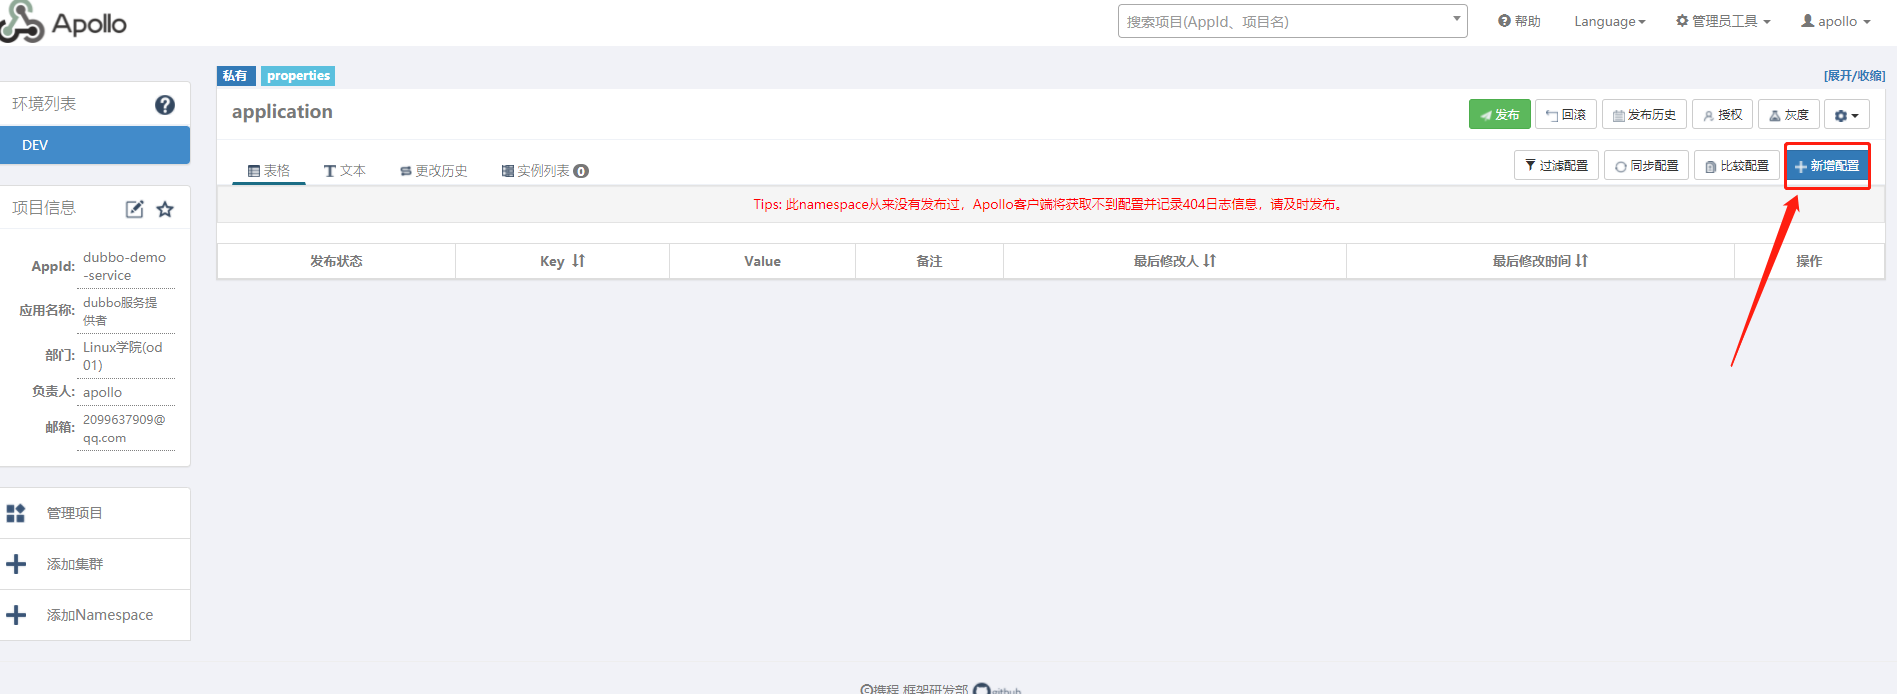 Apollo
搜索项目(AppId、项目名)
帮助
Language
管理员工具
apollo
私有 properties
[展开/收缩]
环境列表
DEV
application
发布 回滚 发布历史 授权 灰度
表格 文本 更改历史 实例列表 0
过滤配置 同步配置 比较配置 新增配置
Tips: 此namespace从来没有发布过，Apollo客户端将获取不到配置并记录404日志信息，请及时发布。
发布状态 Key Value 备注 最后修改人 最后修改时间 操作
项目信息
AppId: dubbo-demo
-service
应用名称: dubbo服务提
供者
部门: Linux学院(od
01)
负责人: apollo
邮箱: 2099637909@
qq.com
管理项目
添加集群
添加Namespace
©携程 框架研发部 github